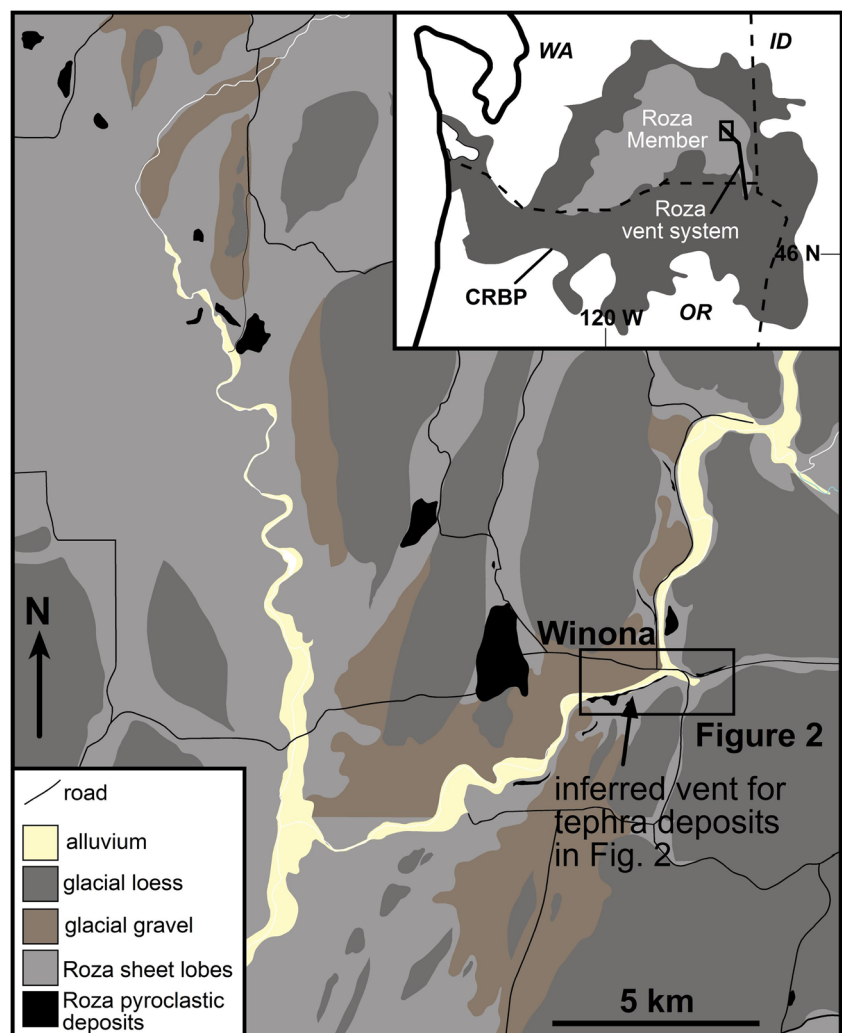 WA
ID
Roza
Member
Roza
vent system
46 N
CRBP
120 W
OR
N
Winona
Figure 2
inferred vent for
tephra deposits
in Fig. 2
road
alluvium
glacial loess
glacial gravel
Roza sheet lobes
Roza pyroclastic
deposits
5 km